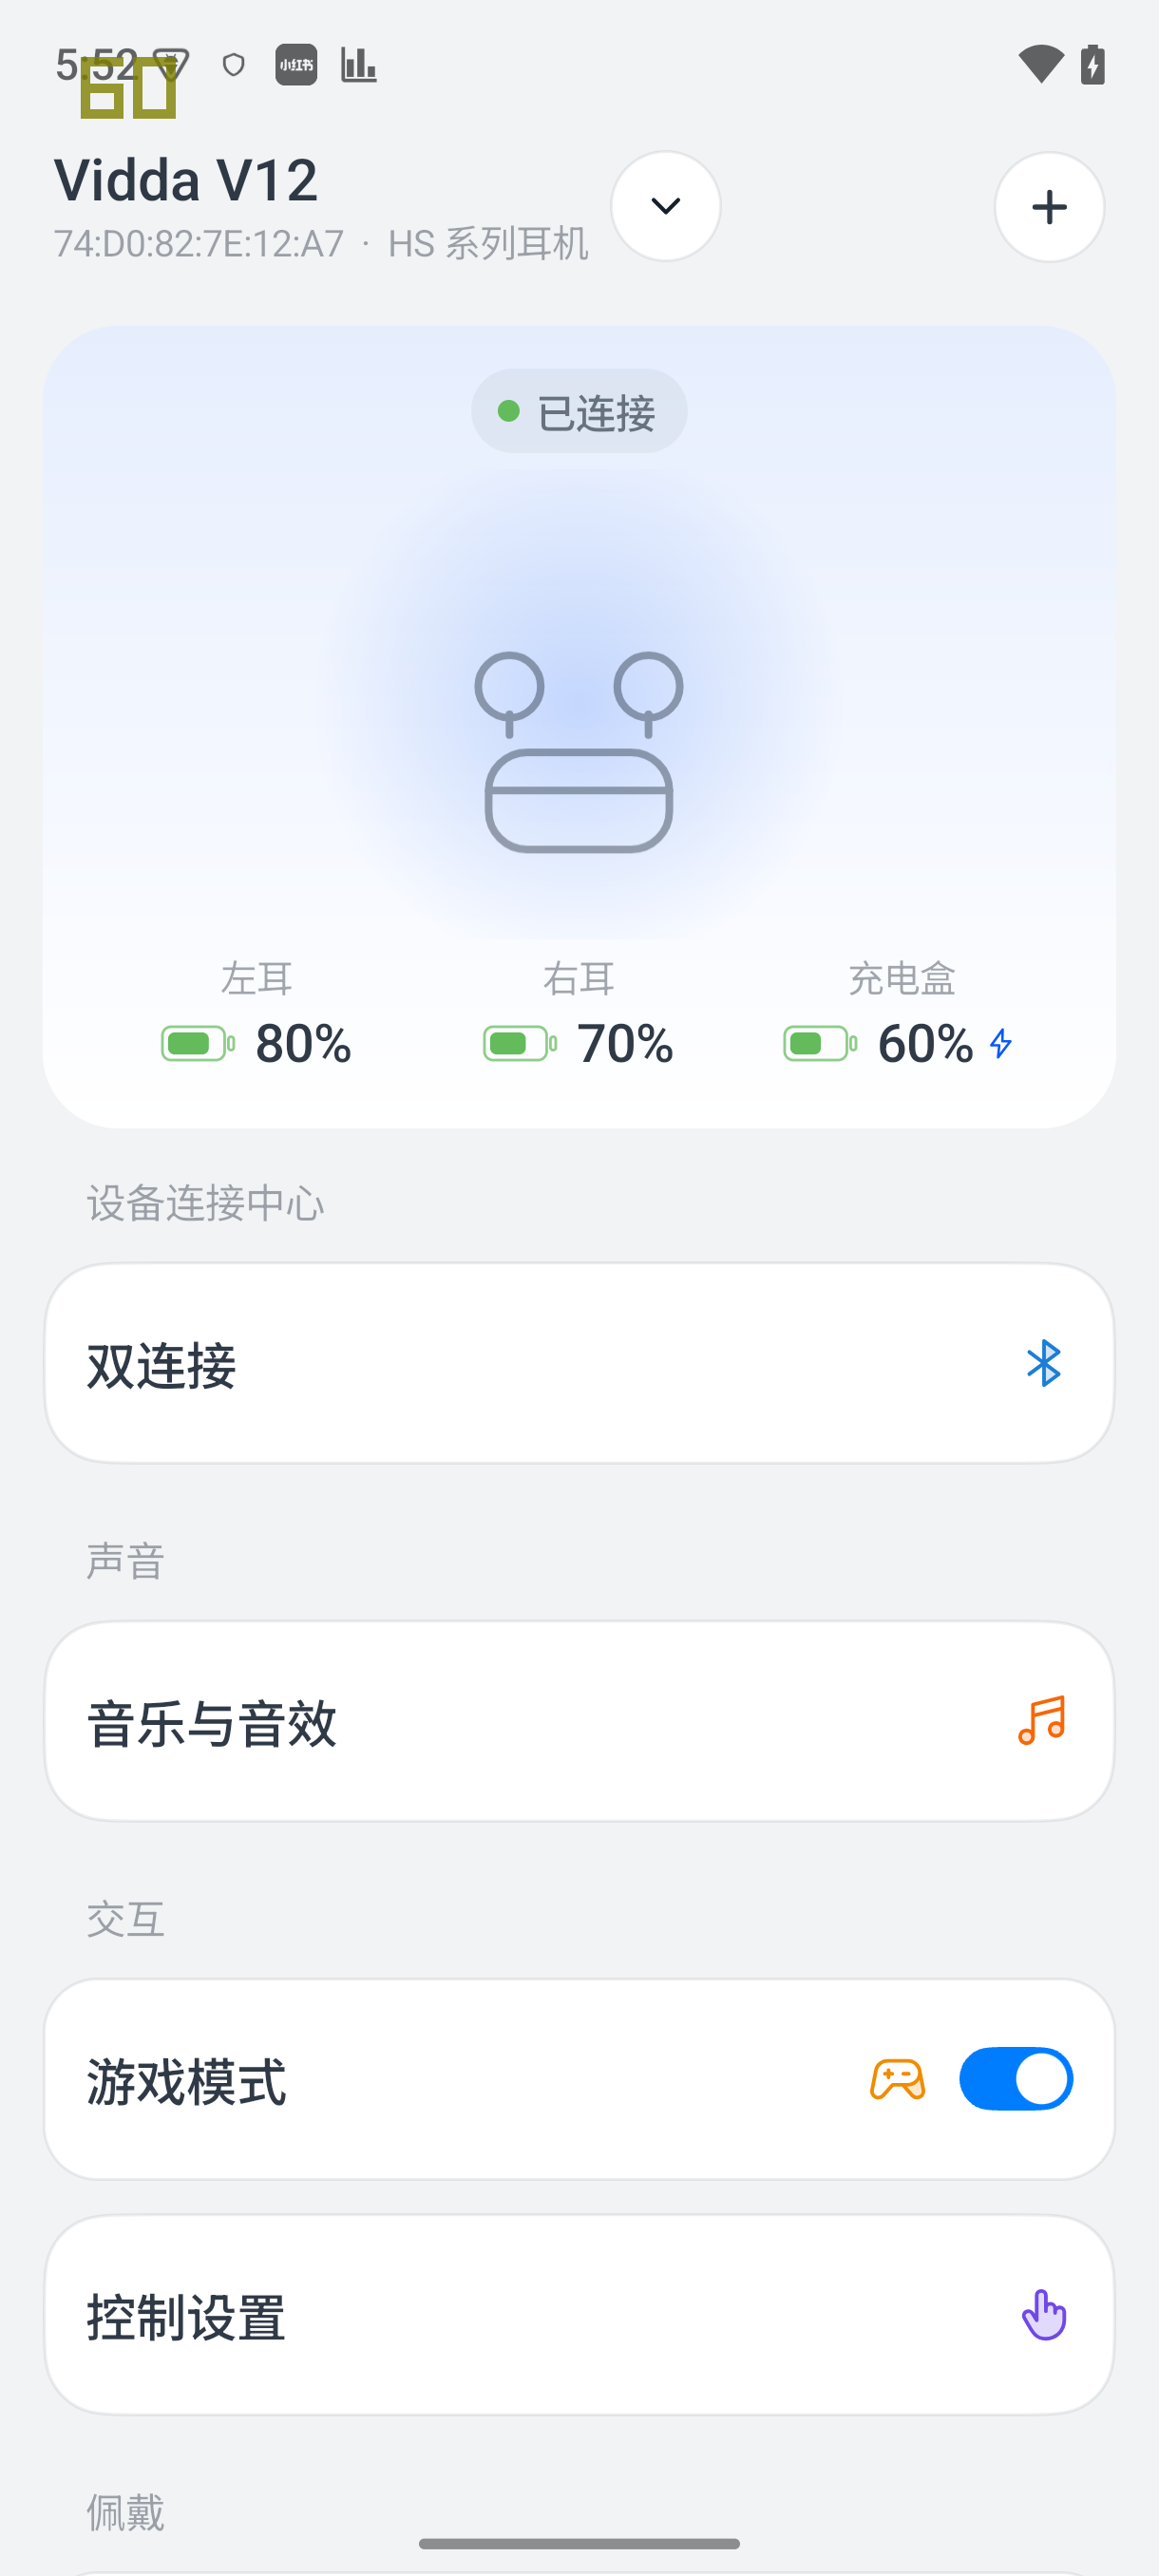 5:52
60
小红书
Vidda V12
74:D0:82:7E:12:A7 · HS 系列耳机
已连接
左耳
右耳
充电盒
80%
70%
60%
设备连接中心
双连接
声音
音乐与音效
交互
游戏模式
控制设置
佩戴